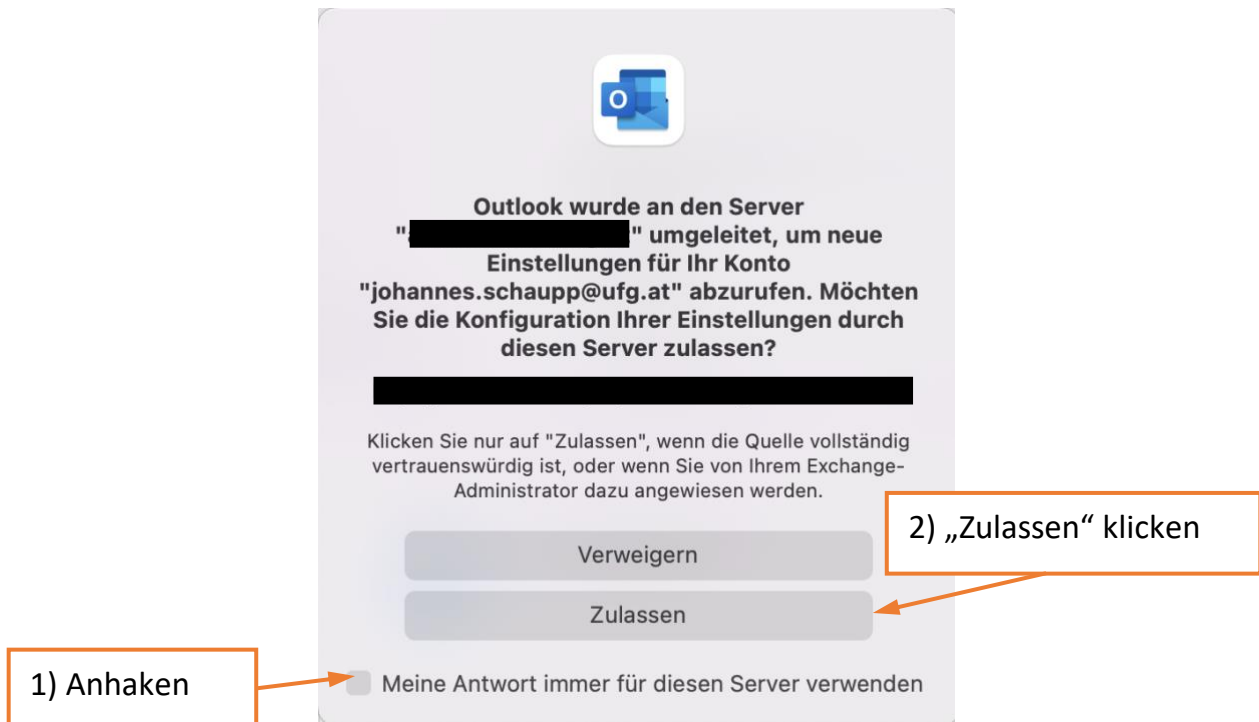 O
Outlook wurde an den Server
" " umgeleitet, um neue
Einstellungen für Ihr Konto
"johannes.schaupp@ufg.at" abzurufen. Möchten
Sie die Konfiguration Ihrer Einstellungen durch
diesen Server zulassen?
Klicken Sie nur auf "Zulassen", wenn die Quelle vollständig
vertrauenswürdig ist, oder wenn Sie von Ihrem Exchange-
Administrator dazu angewiesen werden.
2) „Zulassen“ klicken
Verweigern
Zulassen
1) Anhaken
Meine Antwort immer für diesen Server verwenden